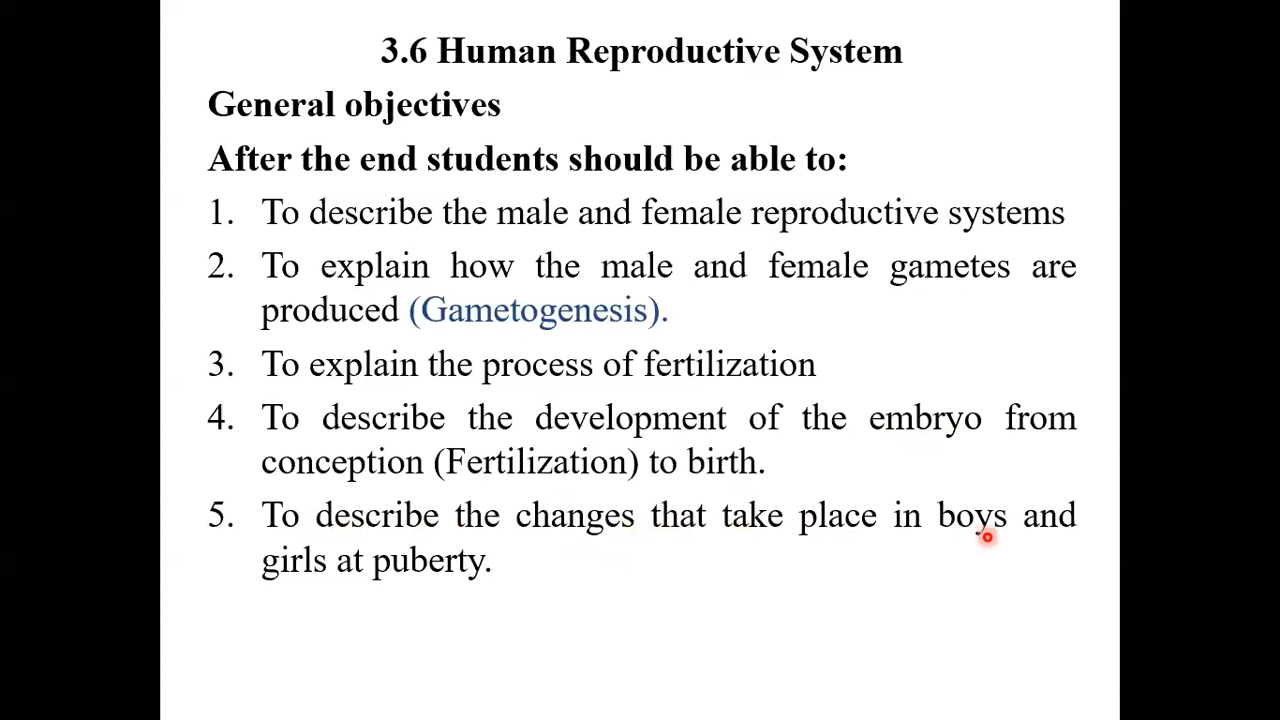 3.6 Human Reproductive System
General objectives
After the end students should be able to:
1. To describe the male and female reproductive systems
2. To explain how the male and female gametes are
produced (Gametogenesis).
3. To explain the process of fertilization
4. To describe the development of the embryo from
conception (Fertilization) to birth.
5. To describe the changes that take place in boys and
girls at puberty.